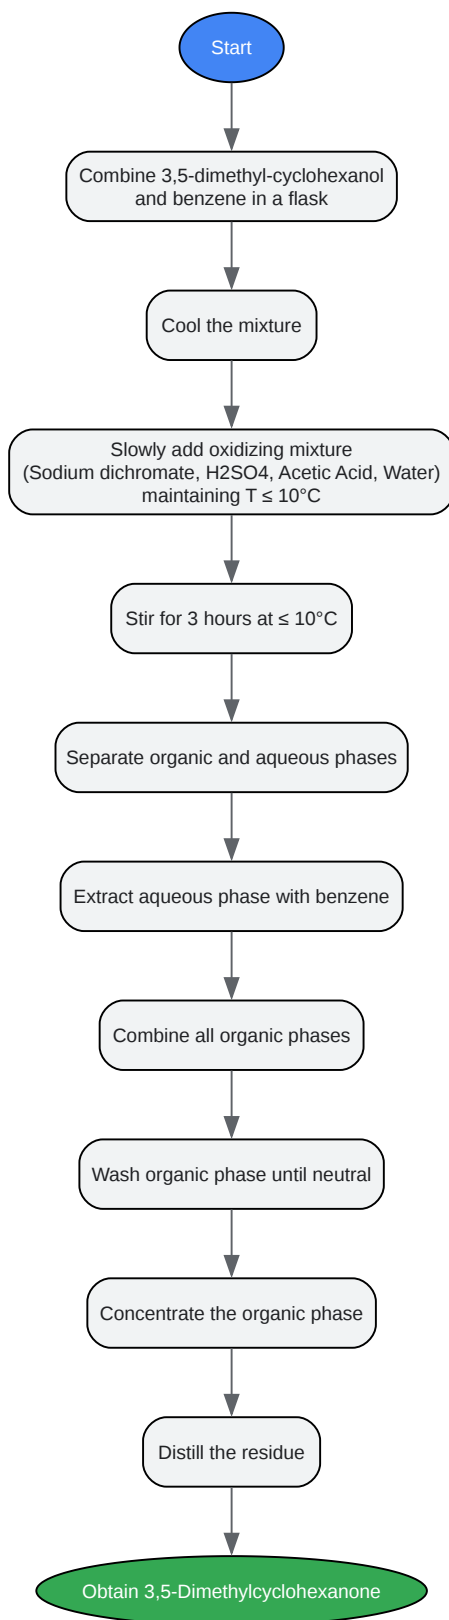 Start
Combine 3,5-dimethyl-cyclohexanol
and benzene in a flask
Cool the mixture
Slowly add oxidizing mixture
(Sodium dichromate, H2SO4, Acetic Acid, Water)
maintaining T ≤ 10°C
Stir for 3 hours at ≤ 10°C
Separate organic and aqueous phases
Extract aqueous phase with benzene
Combine all organic phases
Wash organic phase until neutral
Concentrate the organic phase
Distill the residue
Obtain 3,5-Dimethylcyclohexanone